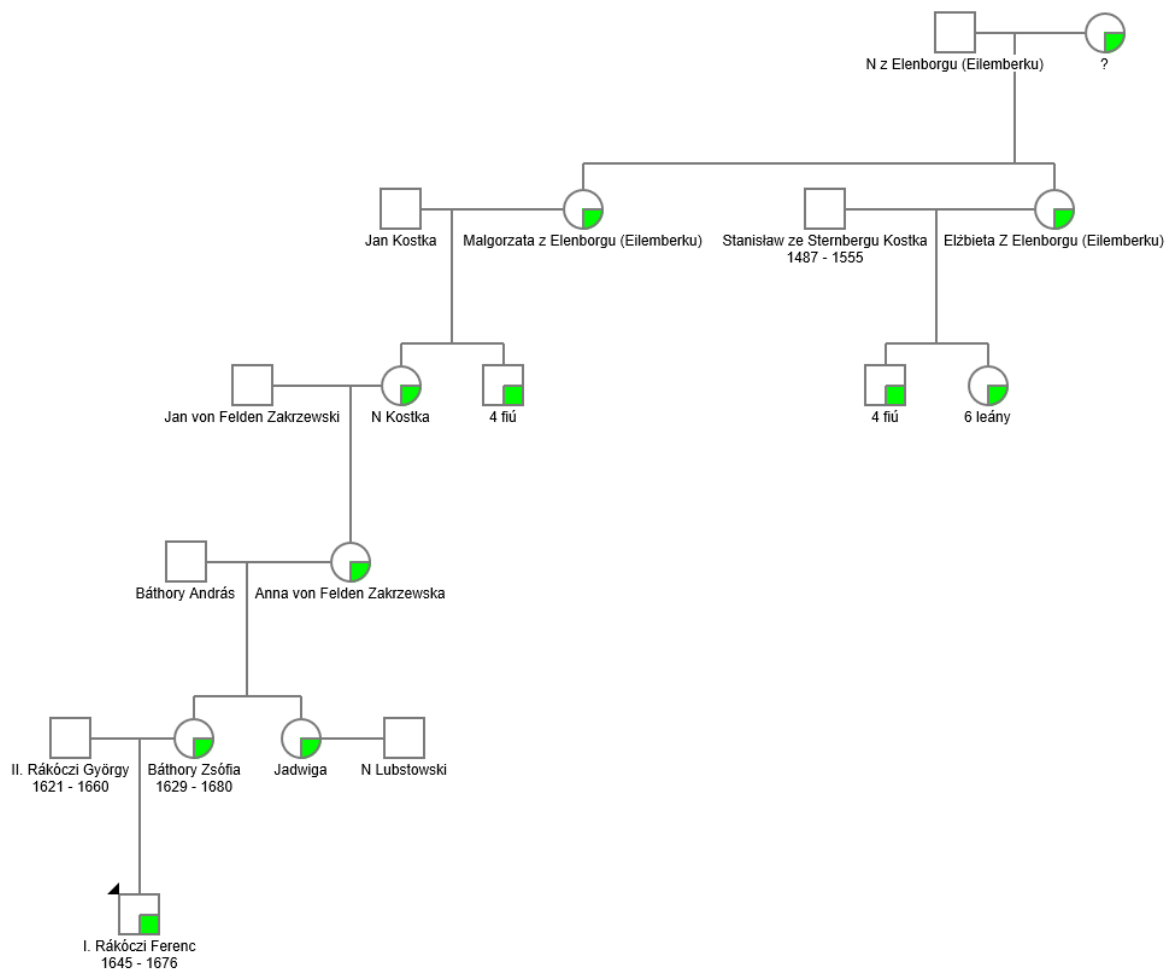 N z Elenborgu (Eilemberku)
?
Jan Kostka
Malgorzata z Elenborgu (Eilemberku)
Stanisław ze Sternbergu Kostka
1487 - 1555
Elżbieta Z Elenborgu (Eilemberku)
Jan von Felden Zakrzewski
N Kostka
4 fiú
4 fiú
6 leány
Báthory András
Anna von Felden Zakrzewska
II. Rákóczi György
1621 - 1660
Báthory Zsófia
1629 - 1680
Jadwiga
N Lubstowski
I. Rákóczi Ferenc
1645 - 1676